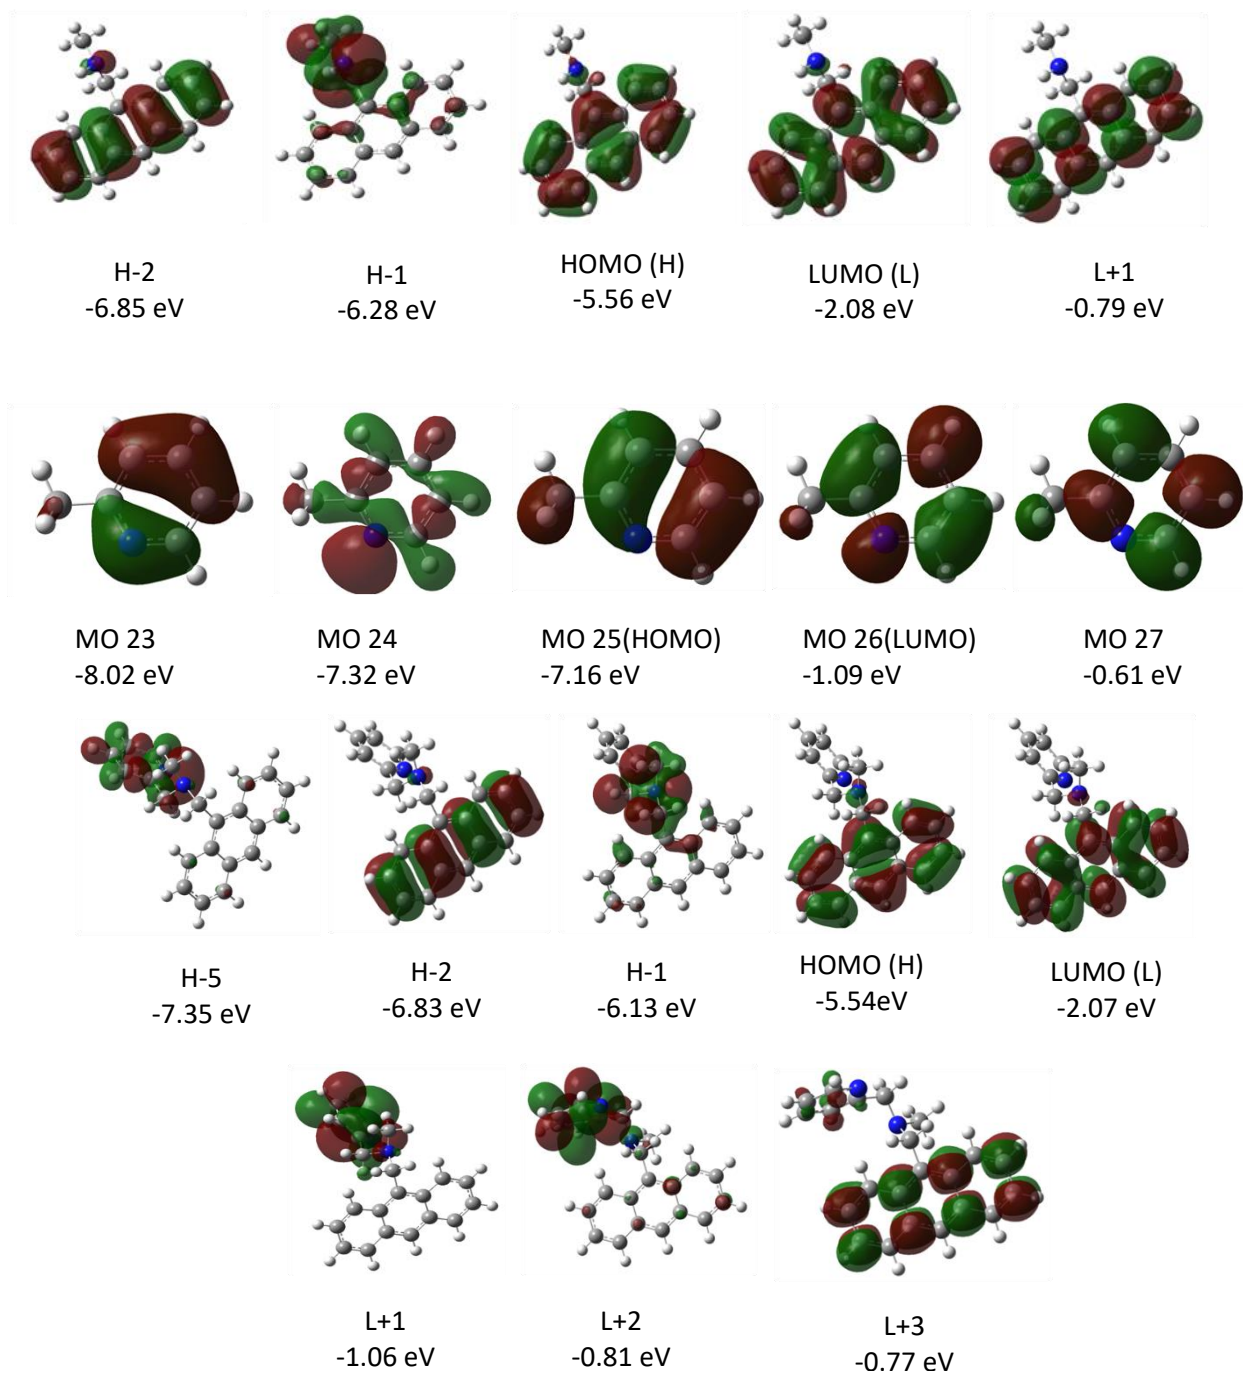 H-2
-6.85 eV
H-1
-6.28 eV
HOMO (H)
-5.56 eV
LUMO (L)
-2.08 eV
L+1
-0.79 eV
MO 23
-8.02 eV
MO 24
-7.32 eV
MO 25(HOMO)
-7.16 eV
MO 26(LUMO)
-1.09 eV
MO 27
-0.61 eV
H-5
-7.35 eV
H-2
-6.83 eV
H-1
-6.13 eV
HOMO (H)
-5.54eV
LUMO (L)
-2.07 eV
L+1
-1.06 eV
L+2
-0.81 eV
L+3
-0.77 eV